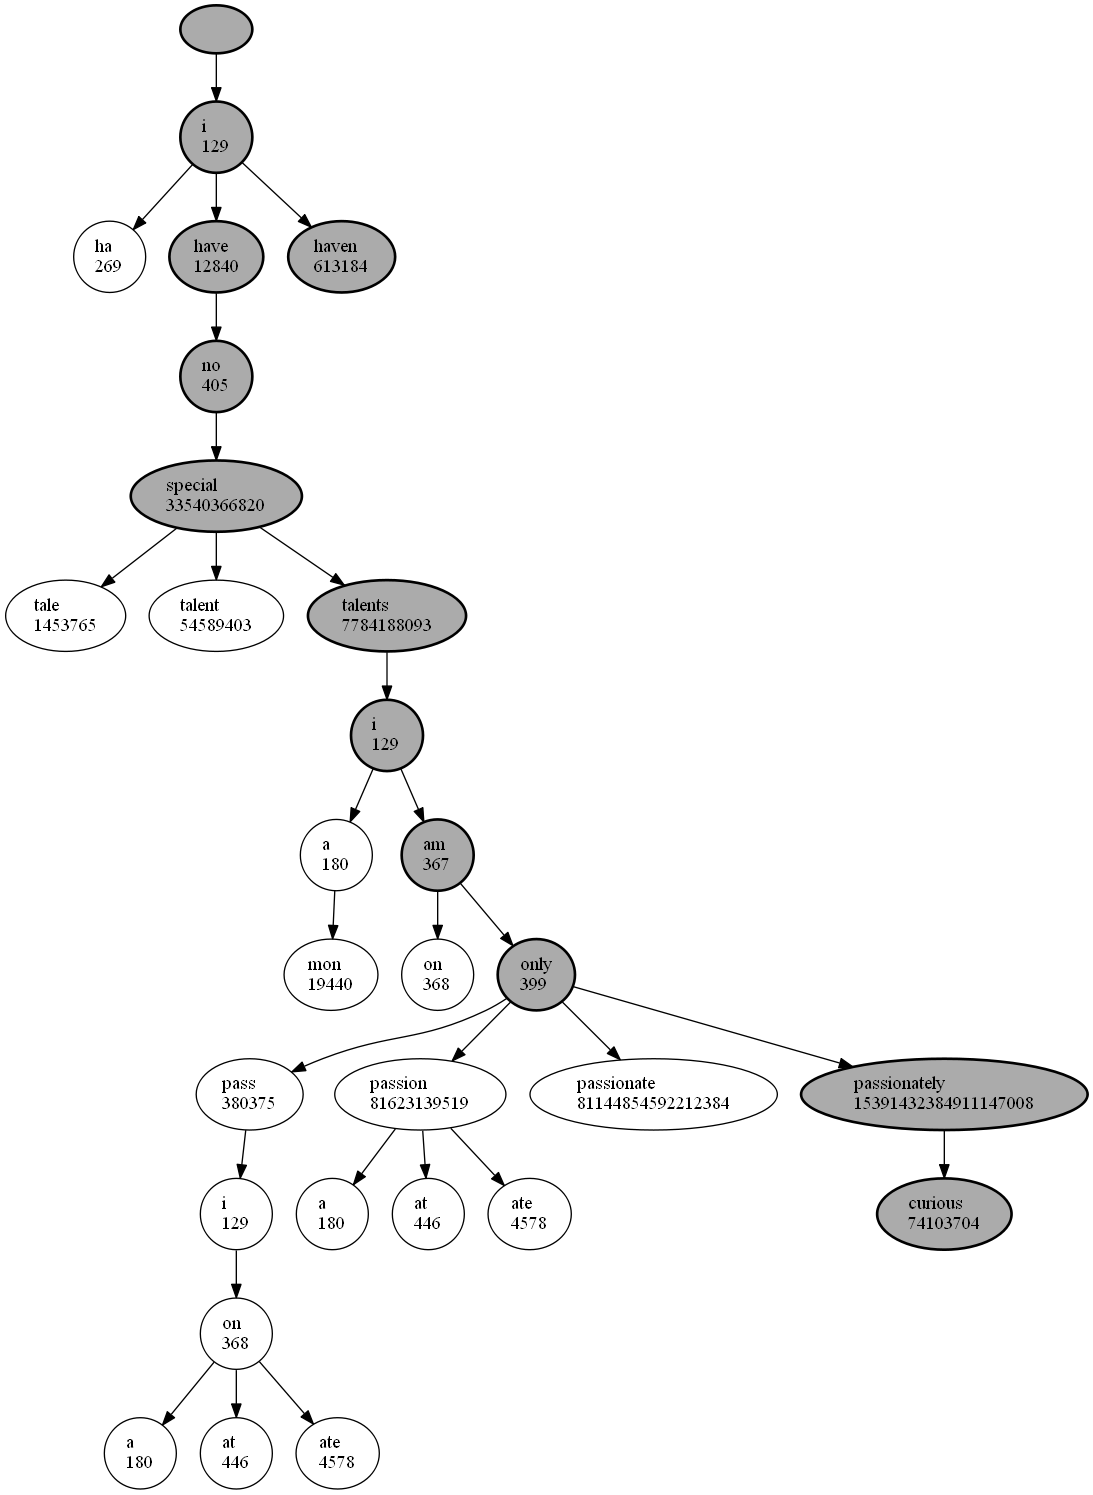 i
129
ha
269
have
12840
haven
613184
no
405
special
33540366820
tale
1453765
talent
54589403
talents
7784188093
i
129
a
180
am
367
mon
19440
on
368
only
399
pass
380375
passion
81623139519
passionate
81144854592212384
passionately
15391432384911147008
i
129
a
180
at
446
ate
4578
curious
74103704
on
368
a
180
at
446
ate
4578